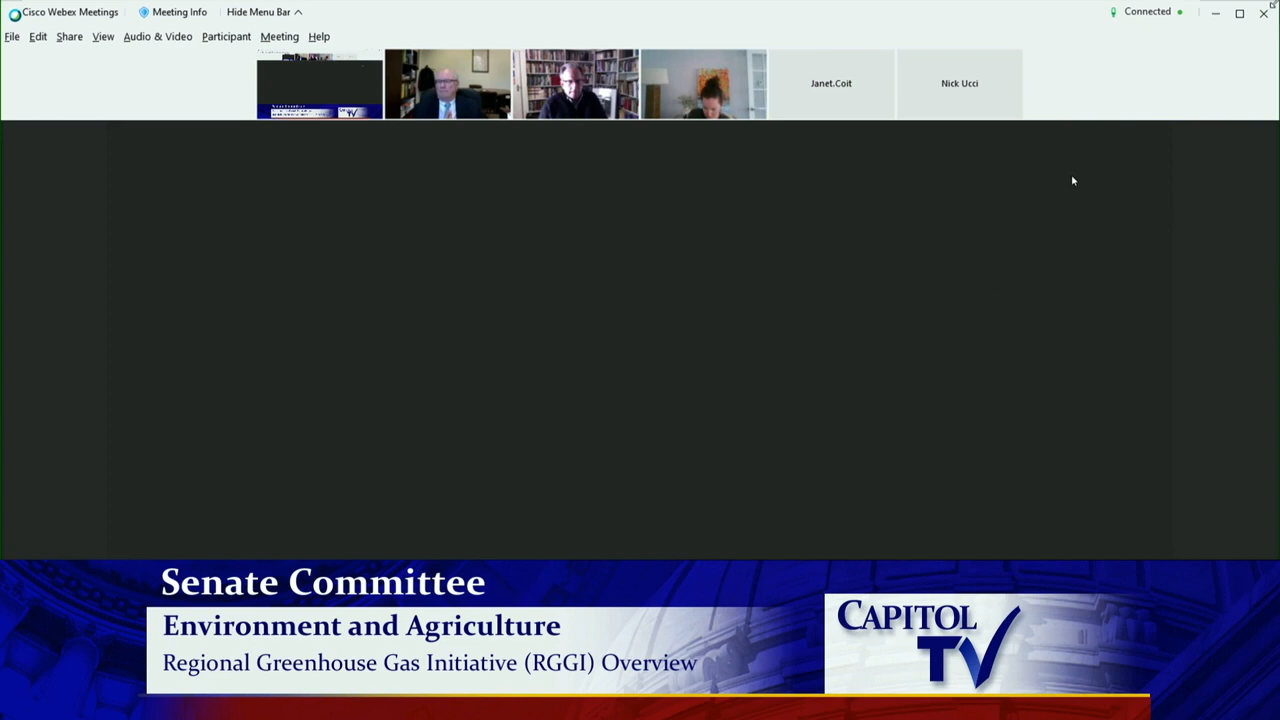 Cisco Webex Meetings Meeting Info Hide Menu Bar Connected
File Edit Share View Audio & Video Participant Meeting Help
Janet.Coit Nick Ucci
Senate Committee
Environment and Agriculture
Regional Greenhouse Gas Initiative (RGGI) Overview
CAPITOL
TV